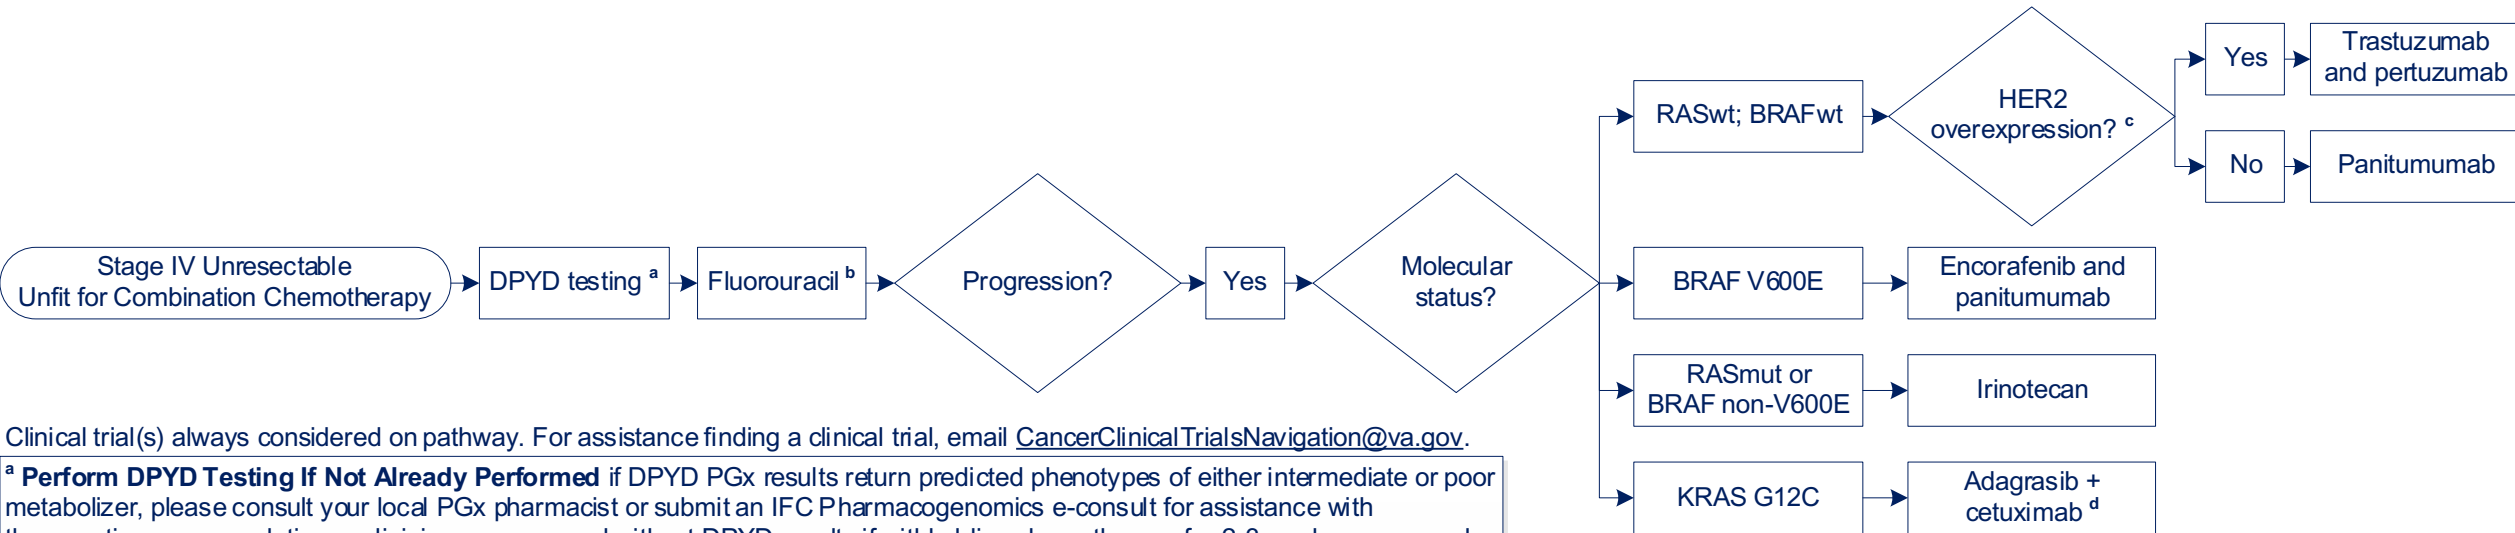 Stage IV Unresectable
Unfit for Combination Chemotherapy
DPYD testing a
Fluorouracil b
Progression?
Yes
Molecular
status?
RASwt; BRAFwt
HER2
overexpression? c
Yes
Trastuzumab
and pertuzumab
No
Panitumumab
BRAF V600E
Encorafenib and
panitumumab
RASmut or
BRAF non-V600E
Irinotecan
KRAS G12C
Adagrasib +
cetuximab d
Clinical trial(s) always considered on pathway. For assistance finding a clinical trial, email CancerClinicalTrialsNavigation@va.gov.
a Perform DPYD Testing If Not Already Performed if DPYD PGx results return predicted phenotypes of either intermediate or poor
metabolizer, please consult your local PGx pharmacist or submit an IFC Pharmacogenomics e-consult for assistance with